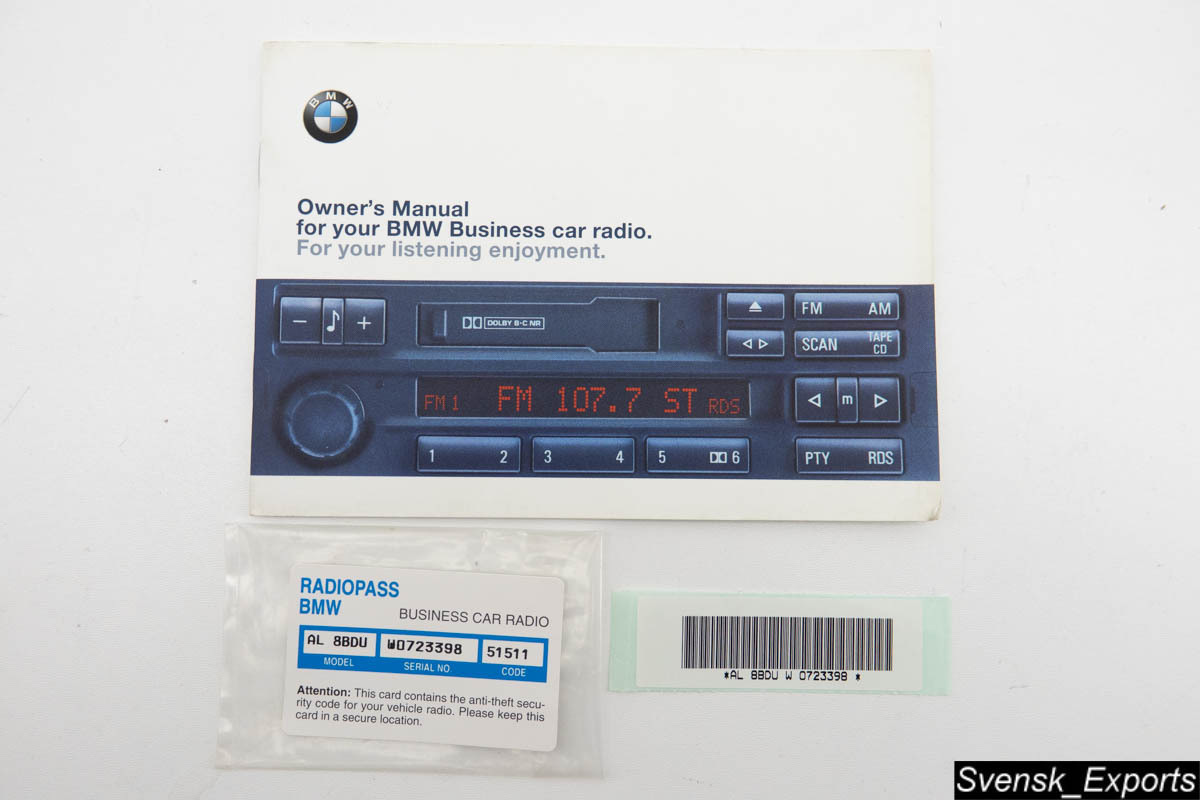 BMW
Owner's Manual
for your BMW Business car radio.
For your listening enjoyment.
− +
DOLBY B-C NR
FM AM
SCAN TAPE CD
FM 1 FM 107.7 ST RDS
m
1 2 3 4 5 6
PTY RDS
RADIOPASS
BMW
BUSINESS CAR RADIO
AL 8BDU W0723398 51511
MODEL SERIAL NO. CODE
Attention: This card contains the anti-theft secu-
rity code for your vehicle radio. Please keep this
card in a secure location.
*AL 8BDU W 0723398 *
Svensk_Exports